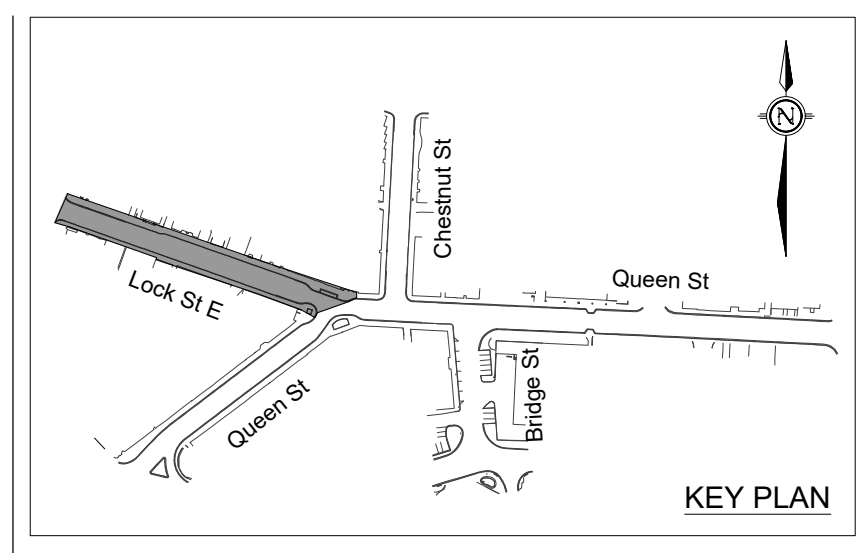 N
Chestnut St
Queen St
Lock St E
Bridge St
Queen St
KEY PLAN